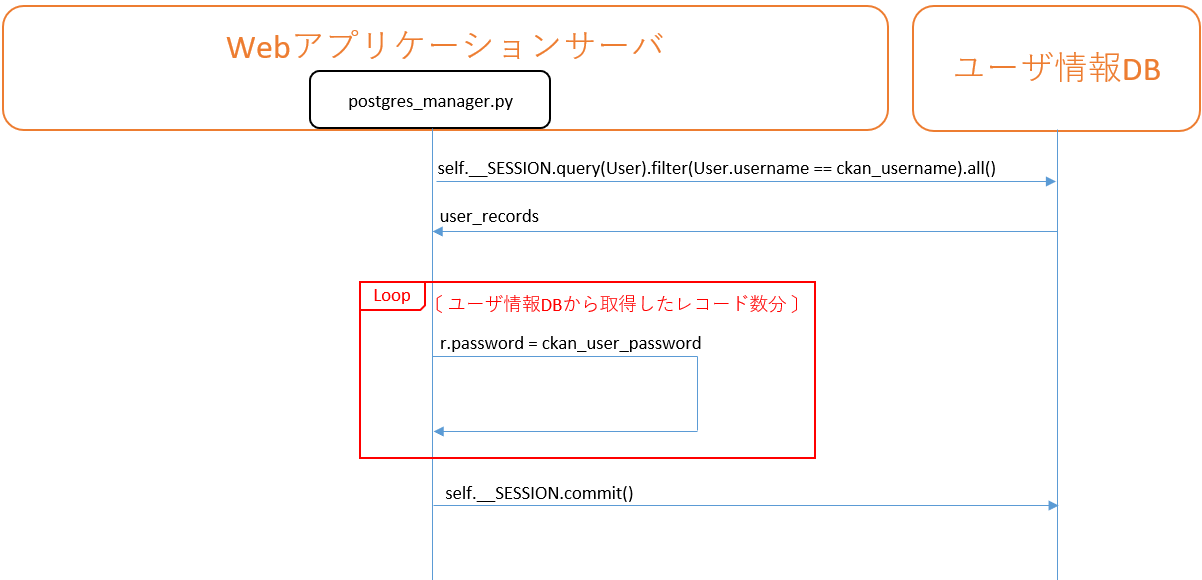 Webアプリケーションサーバ
ユーザ情報DB
postgres_manager.py
self.__SESSION.query(User).filter(User.username == ckan_username).all()
user_records
Loop
〔 ユーザ情報DBから取得したレコード数分 〕
r.password = ckan_user_password
self.__SESSION.commit()